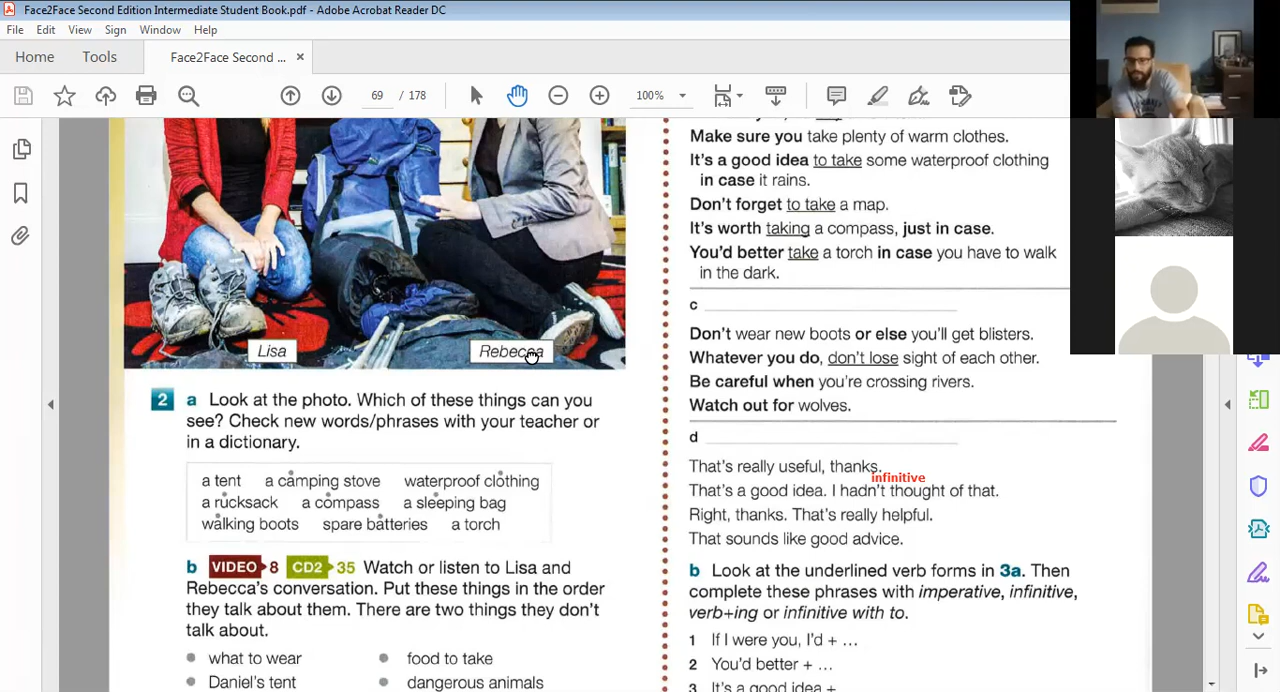 Face2Face Second Edition Intermediate Student Book.pdf - Adobe Acrobat Reader DC
File Edit View Sign Window Help
Home Tools Face2Face Second ... ×
69 / 178 100%
Lisa
Rebecca
2 a Look at the photo. Which of these things can you
see? Check new words/phrases with your teacher or
in a dictionary.
a tent a camping stove waterproof clothing
a rucksack a compass a sleeping bag
walking boots spare batteries a torch
b VIDEO 8 CD2 35 Watch or listen to Lisa and
Rebecca's conversation. Put these things in the order
they talk about them. There are two things they don't
talk about.
what to wear food to take
Daniel's tent dangerous animals
Make sure you take plenty of warm clothes.
It's a good idea to take some waterproof clothing
in case it rains.
Don't forget to take a map.
It's worth taking a compass, just in case.
You'd better take a torch in case you have to walk
in the dark.
c
Don't wear new boots or else you'll get blisters.
Whatever you do, don't lose sight of each other.
Be careful when you're crossing rivers.
Watch out for wolves.
d
That's really useful, thanks.
infinitive
That's a good idea. I hadn't thought of that.
Right, thanks. That's really helpful.
That sounds like good advice.
b Look at the underlined verb forms in 3a. Then
complete these phrases with imperative, infinitive,
verb+ing or infinitive with to.
1 If I were you, I'd + ...
2 You'd better + ...
3 It's a good idea +